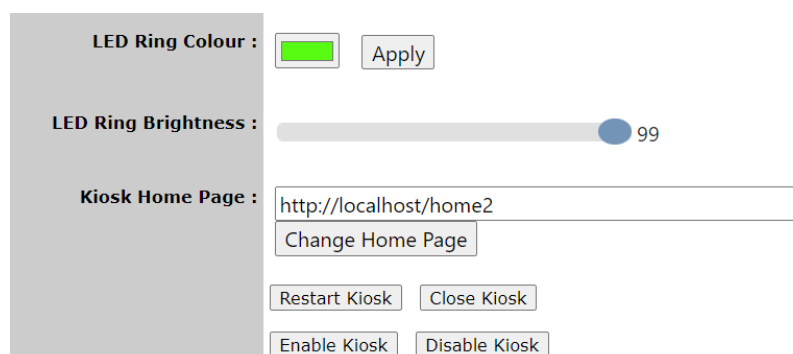 LED Ring Colour :
Apply
LED Ring Brightness :
99
Kiosk Home Page :
http://localhost/home2
Change Home Page
Restart Kiosk Close Kiosk
Enable Kiosk Disable Kiosk